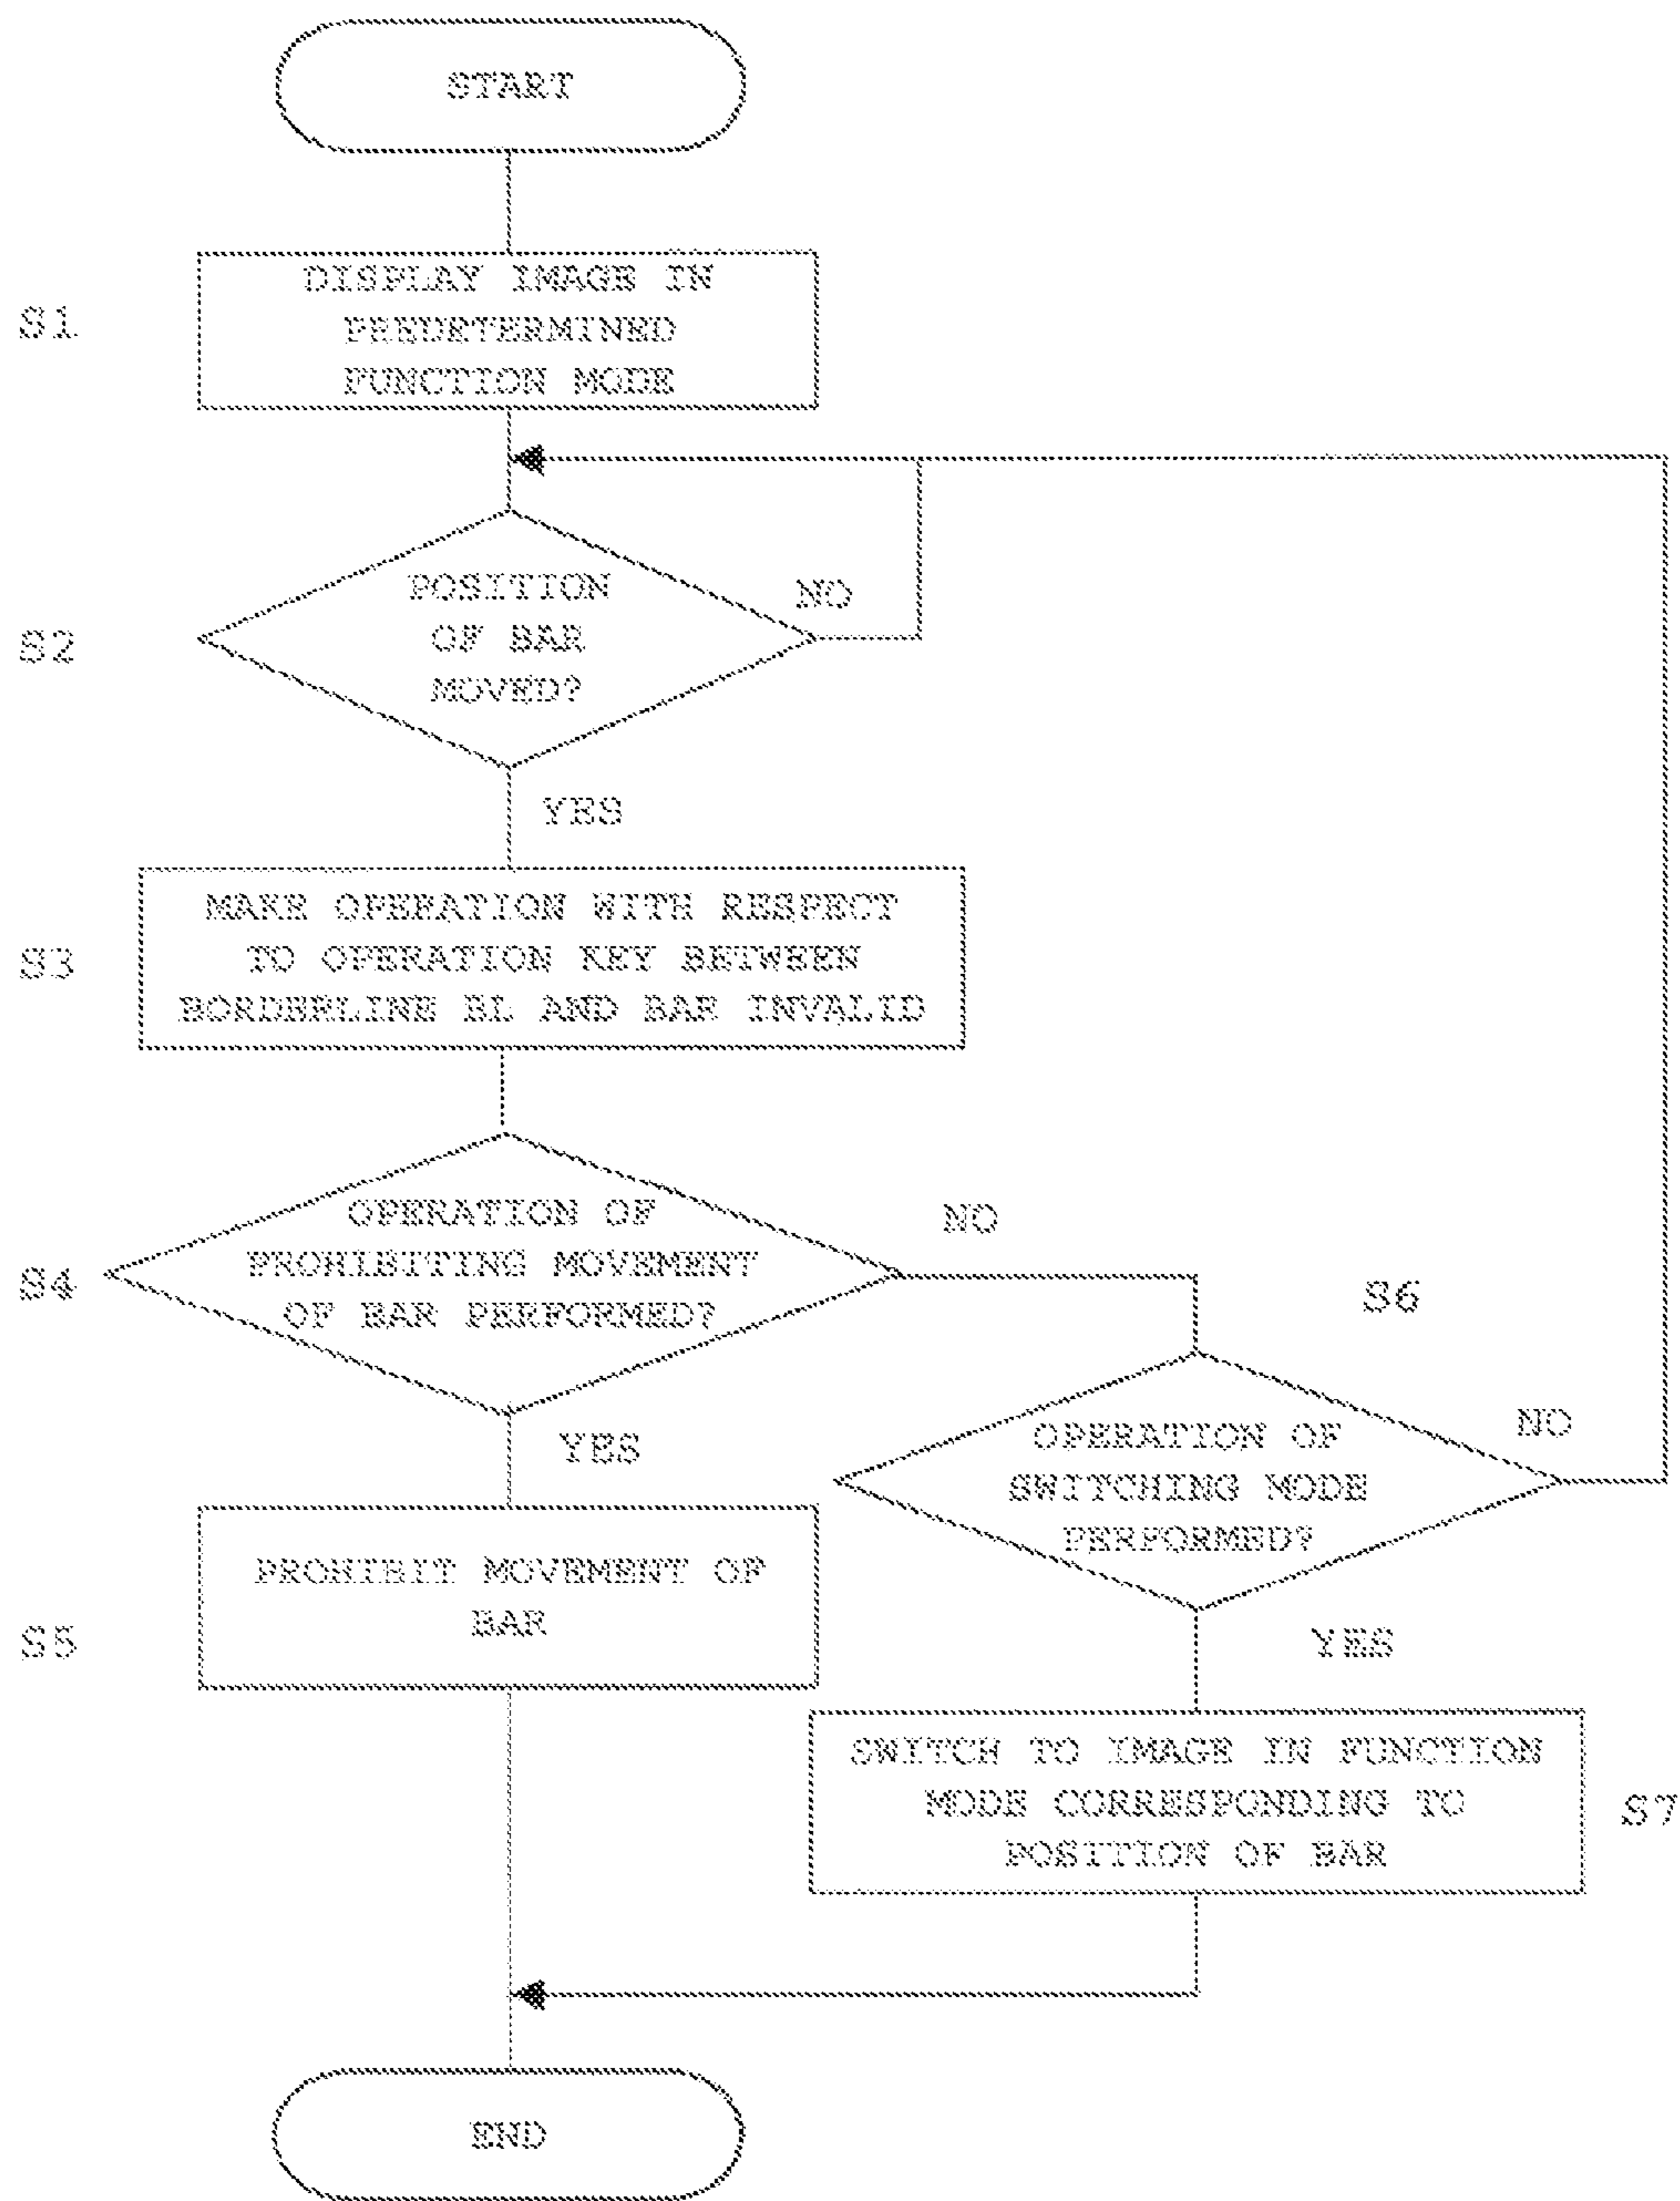 START
S1
DISPLAY IMAGE IN
PREDETERMINED
FUNCTION MODE
S2
POSITION
OF BAR
MOVED?
NO
YES
S3
MAKE OPERATION WITH RESPECT
TO OPERATION KEY BETWEEN
BORDERLINE BL AND BAR INVALID
S4
OPERATION OF
PROHIBITING MOVEMENT
OF BAR PERFORMED?
NO
YES
S6
OPERATION OF
SWITCHING MODE
PERFORMED?
NO
YES
S5
PROHIBIT MOVEMENT OF
BAR
SWITCH TO IMAGE IN FUNCTION
MODE CORRESPONDING TO
POSITION OF BAR
S7
END